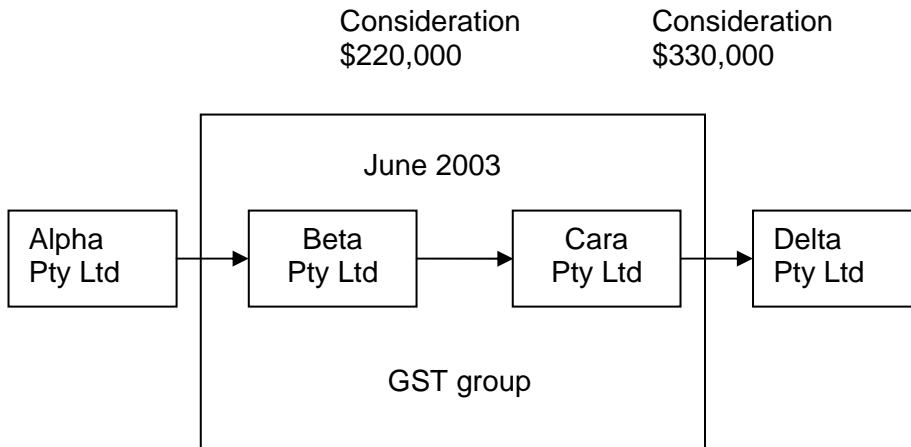 Consideration
$220,000
Consideration
$330,000
June 2003
Alpha
Pty Ltd
Beta
Pty Ltd
Cara
Pty Ltd
Delta
Pty Ltd
GST group